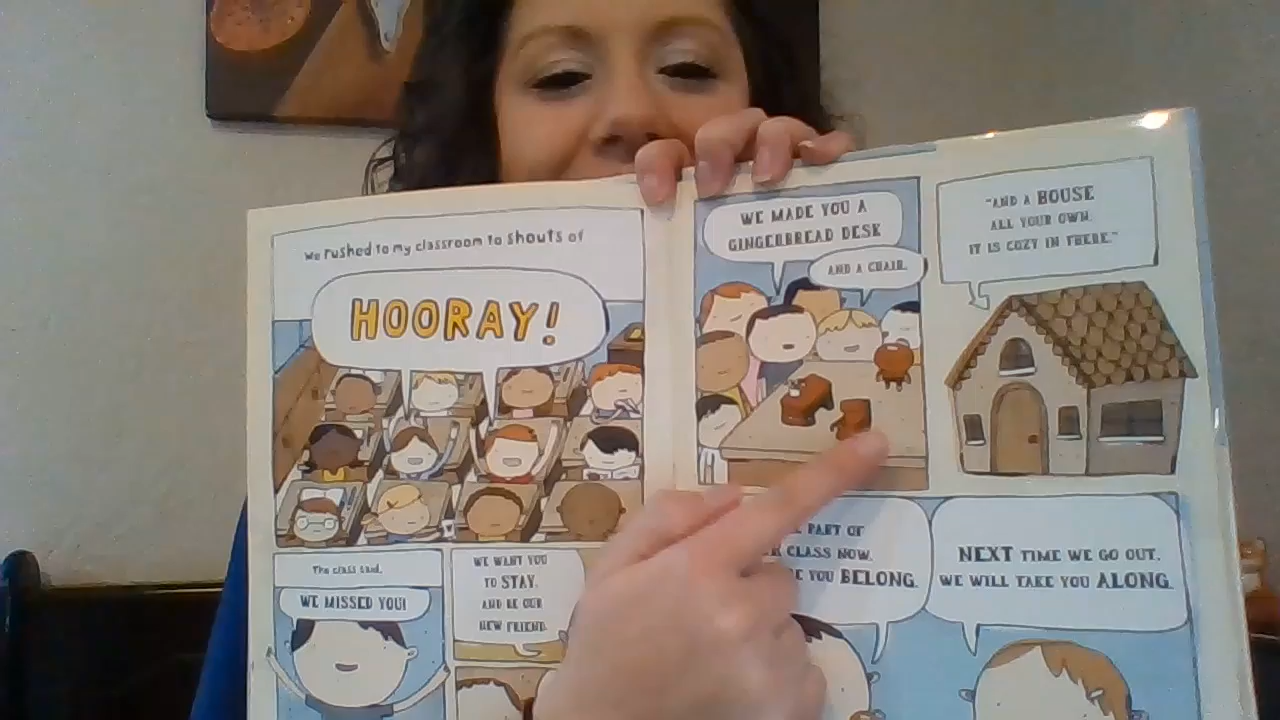 We rushed to my classroom to shouts of
HOORAY!
The class said,
WE MISSED YOU!
WE WANT YOU
TO STAY,
AND BE OUR
NEW FRIEND.
WE MADE YOU A
GINGERBREAD DESK
AND A CHAIR.
"AND A HOUSE
ALL YOUR OWN.
IT IS COZY IN THERE."
PART OF
CLASS NOW.
YOU BELONG.
NEXT TIME WE GO OUT,
WE WILL TAKE YOU ALONG.